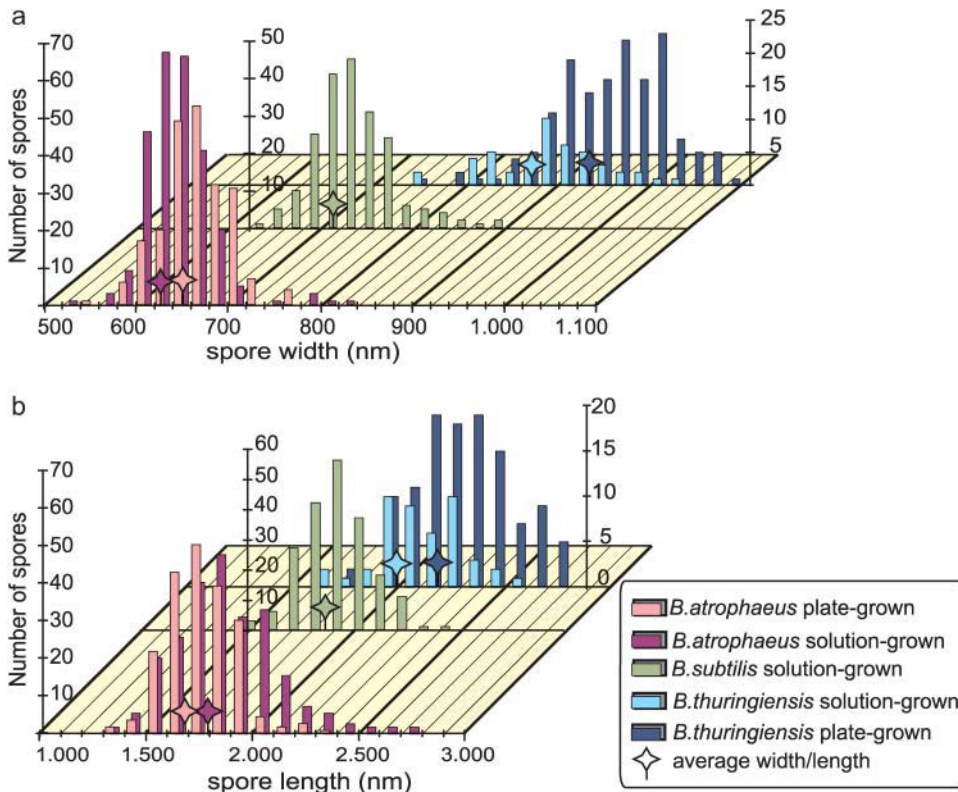 a
Number of spores
70
60
50
40
30
20
10
50
40
30
20
10
25
20
15
10
5
500 600 700 800 900 1.000 1.100
spore width (nm)
b
Number of spores
70
60
50
40
30
20
10
60
50
40
30
20
10
20
15
10
5
0
1.000 1.500 2.000 2.500 3.000
spore length (nm)
B.atrophaeus plate-grown
B.atrophaeus solution-grown
B.subtilis solution-grown
B.thuringiensis solution-grown
B.thuringiensis plate-grown
average width/length